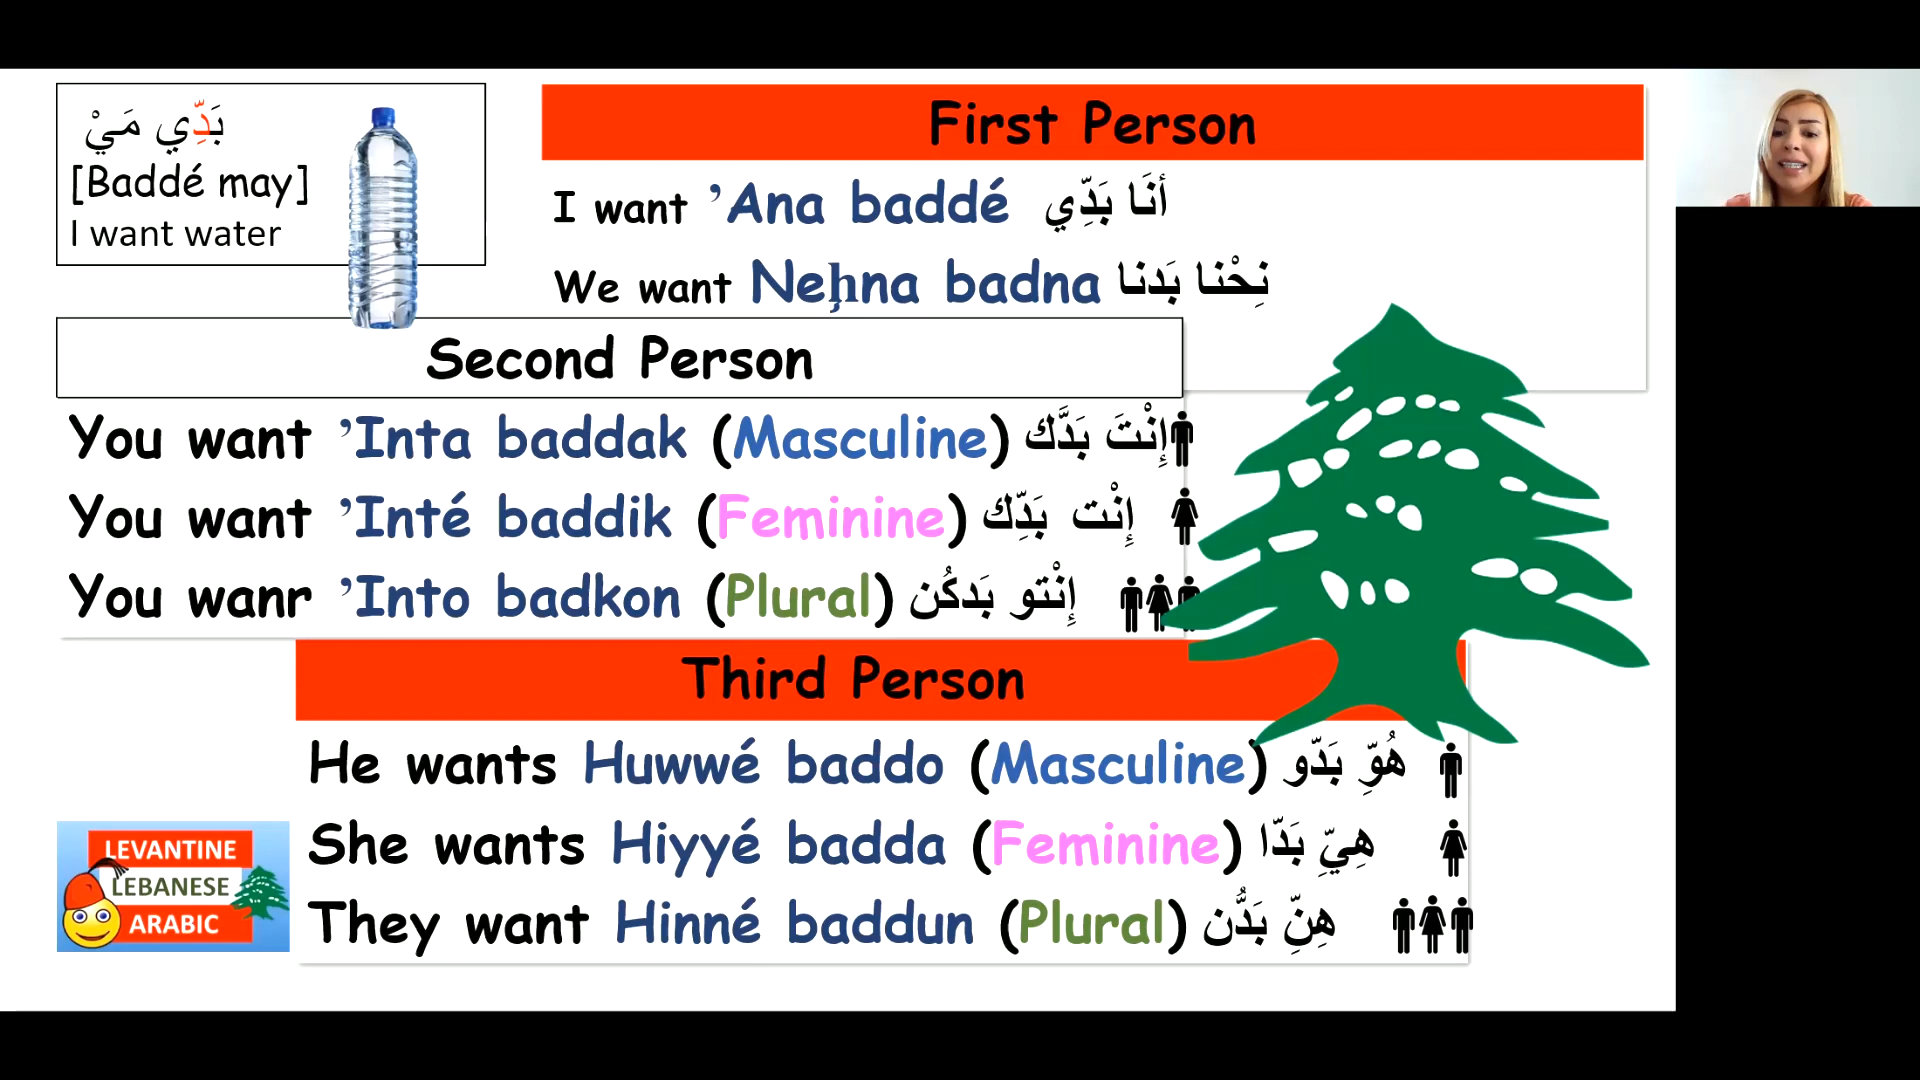 بَدِّي مَيْ
[Baddé may]
I want water
First Person
I want ’Ana baddé أنَا بَدِّي
We want Neḩna badna نِحْنا بَدنا
Second Person
You want ’Inta baddak (Masculine) إِنْتَ بَدَّك
You want ’Inté baddik (Feminine) إِنْت بَدِّك
You wanr ’Into badkon (Plural) إِنْتو بَدكُن
Third Person
He wants Huwwé baddo (Masculine) هُوِّ بَدّو
She wants Hiyyé badda (Feminine) هِيِّ بَدّا
They want Hinné baddun (Plural) هِنِّ بَدُّن
LEVANTINE
LEBANESE
ARABIC